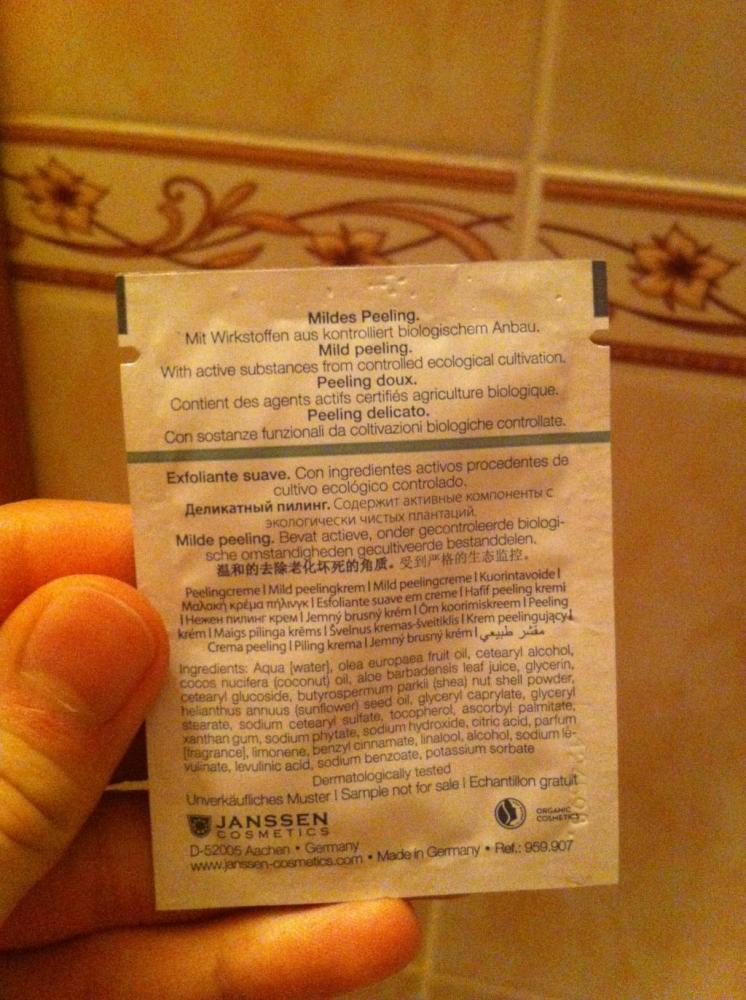 Mildes Peeling.
Mit Wirkstoffen aus kontrolliert biologischem Anbau.
Mild peeling.
With active substances from controlled ecological cultivation.
Peeling doux.
Contient des agents actifs certifiés agriculture biologique.
Peeling delicato.
Con sostanze funzionali da coltivazioni biologiche controllate.
Exfoliante suave. Con ingredientes activos procedentes de
cultivo ecológico controlado.
Деликатный пилинг. Содержит активные компоненты с
экологически чистых плантаций.
Milde peeling. Bevat actieve, onder gecontroleerde biologi-
sche omstandigheden gecultiveerde bestanddelen.
温和的去除老化坏死的角质。受到严格的生态监控。
Peelingcreme | Mild peelingkrem | Mild peelingcreme | Kuorintavoide |
Μαλακή κρέμα πήλινγκ | Esfoliante suave em creme | Hafif peeling kremi
| Нежен пилинг крем | Jemný brusný krém | Õrn koorimiskreem | Peeling
krém | Maigs pīlinga krēms | Švelnus kremas-šveitiklis | Krem peelingujący |
Crema peeling | Piling krema | Jemný brusný krém | مقشر طبيعي
Ingredients: Aqua [water], olea europaea fruit oil, cetearyl alcohol,
cocos nucifera (coconut) oil, aloe barbadensis leaf juice, glycerin,
cetearyl glucoside, butyrospermum parkii (shea) nut shell powder,
helianthus annuus (sunflower) seed oil, glyceryl caprylate, glyceryl
stearate, sodium cetearyl sulfate, tocopherol, ascorbyl palmitate,
xanthan gum, sodium phytate, sodium hydroxide, citric acid, parfum
[fragrance], limonene, benzyl cinnamate, linalool, alcohol, sodium le-
vulinate, levulinic acid, sodium benzoate, potassium sorbate
Dermatologically tested
Unverkäufliches Muster | Sample not for sale | Echantillon gratuit
JANSSEN
COSMETICS
ORGANIC
COSMETICS
D-52005 Aachen • Germany
www.janssen-cosmetics.com • Made in Germany • Ref.: 959.907